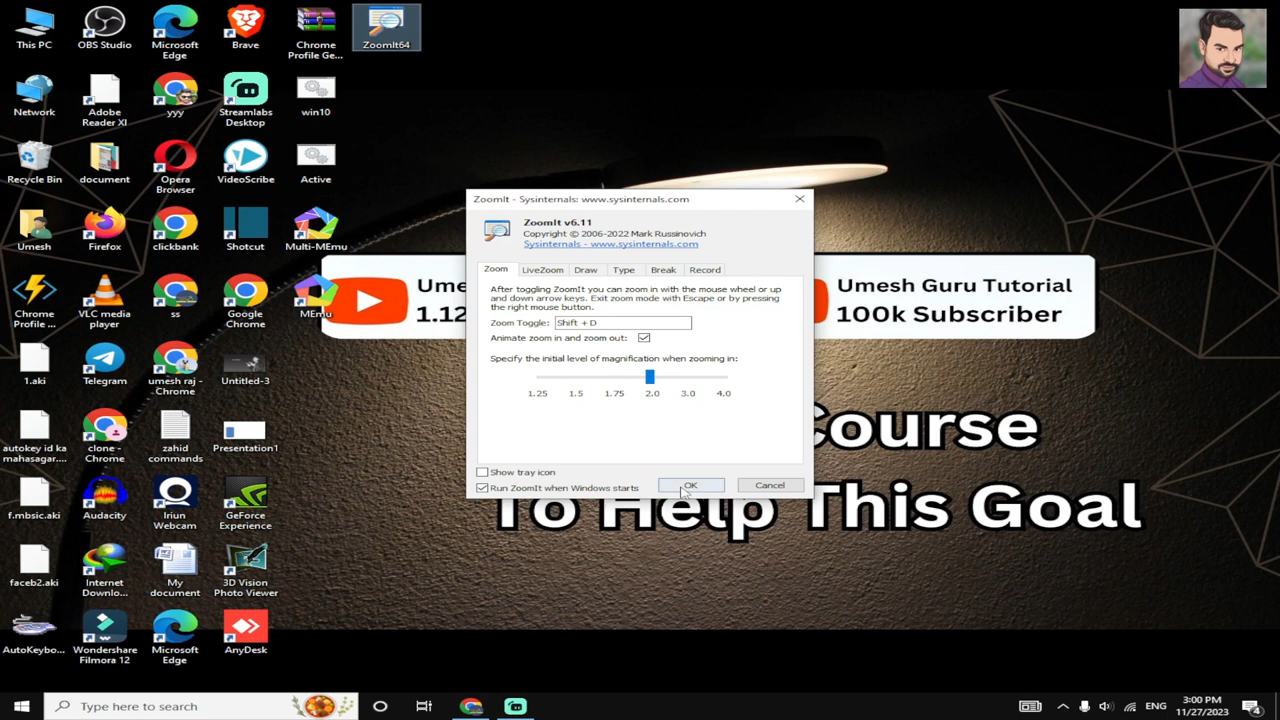 This PC
OBS Studio
Microsoft
Edge
Brave
Chrome
Profile Ge...
ZoomIt64
Network
Adobe
Reader XI
yyy
Streamlabs
Desktop
win10
Recycle Bin
document
Opera
Browser
VideoScribe
Active
Umesh
Firefox
clickbank
Shotcut
Multi-MEmu
Chrome
Profile ...
VLC media
player
ss
Google
Chrome
MEmu
1.aki
Telegram
umesh raj -
Chrome
Untitled-3
autokey id ka
mahasagar....
clone -
Chrome
zahid
commands
Presentation1
f.mbsic.aki
Audacity
Iriun
Webcam
GeForce
Experience
faceb2.aki
Internet
Downlo...
My
document
3D Vision
Photo Viewer
AutoKeybo...
Wondershare
Filmora 12
Microsoft
Edge
AnyDesk
ZoomIt - Sysinternals: www.sysinternals.com
ZoomIt v6.11
Copyright © 2006-2022 Mark Russinovich
Sysinternals - www.sysinternals.com
Zoom LiveZoom Draw Type Break Record
After toggling ZoomIt you can zoom in with the mouse wheel or up
and down arrow keys. Exit zoom mode with Escape or by pressing
the right mouse button.
Zoom Toggle: Shift + D
Animate zoom in and zoom out:
Specify the initial level of magnification when zooming in:
1.25 1.5 1.75 2.0 3.0 4.0
Show tray icon
Run ZoomIt when Windows starts
OK Cancel
Ume
1.12
Umesh Guru Tutorial
100k Subscriber
Course
To Help This Goal
Type here to search
3:00 PM
11/27/2023
4